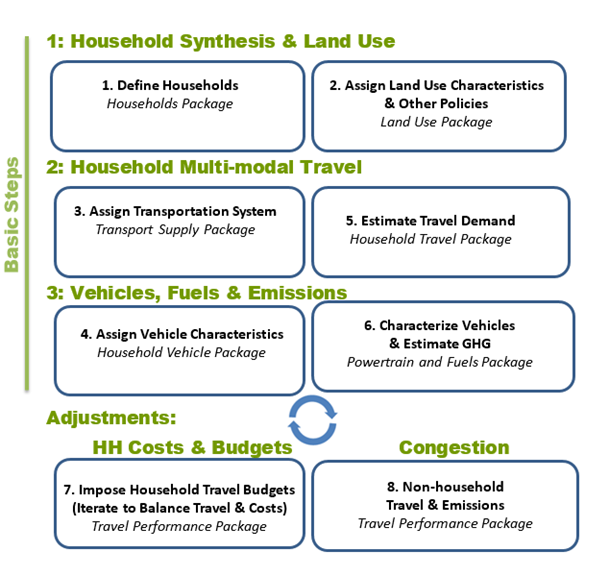 1: Household Synthesis & Land Use
1. Define Households
Households Package
2. Assign Land Use Characteristics
& Other Policies
Land Use Package
Basic Steps
2: Household Multi-modal Travel
3. Assign Transportation System
Transport Supply Package
5. Estimate Travel Demand
Household Travel Package
3: Vehicles, Fuels & Emissions
4. Assign Vehicle Characteristics
Household Vehicle Package
6. Characterize Vehicles
& Estimate GHG
Powertrain and Fuels Package
Adjustments:
HH Costs & Budgets
Congestion
7. Impose Household Travel Budgets
(Iterate to Balance Travel & Costs)
Travel Performance Package
8. Non-household
Travel & Emissions
Travel Performance Package